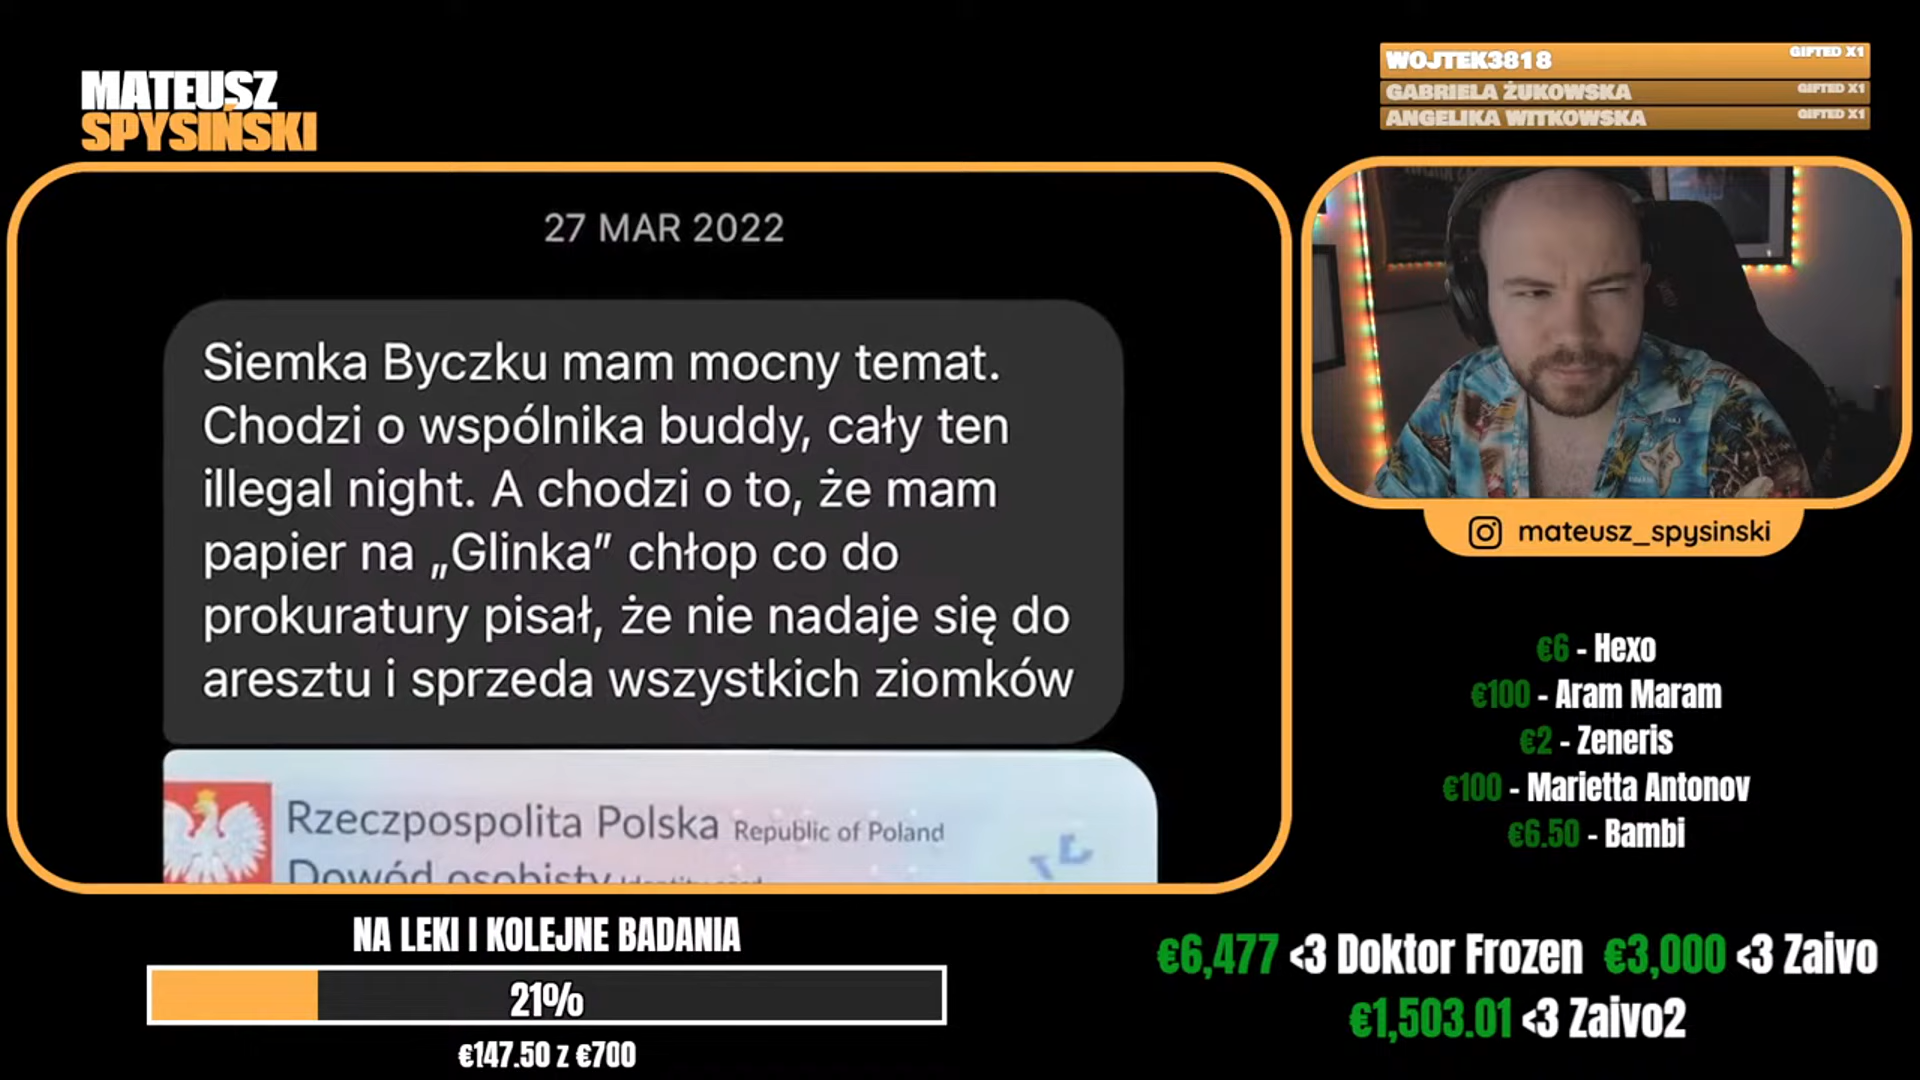 MATEUSZ
SPYSIŃSKI
WOJTEK3818 GIFTED X1
GABRIELA ŻUKOWSKA GIFTED X1
ANGELIKA WITKOWSKA GIFTED X1
27 MAR 2022
Siemka Byczku mam mocny temat.
Chodzi o wspólnika buddy, cały ten
illegal night. A chodzi o to, że mam
papier na „Glinka” chłop co do
prokuratury pisał, że nie nadaje się do
aresztu i sprzeda wszystkich ziomków
Rzeczpospolita Polska Republic of Poland
Dowód osobisty
mateusz_spysinski
€6 - Hexo
€100 - Aram Maram
€2 - Zeneris
€100 - Marietta Antonov
€6.50 - Bambi
NA LEKI I KOLEJNE BADANIA
21%
€147.50 z €700
€6,477 <3 Doktor Frozen €3,000 <3 Zaivo
€1,503.01 <3 Zaivo2